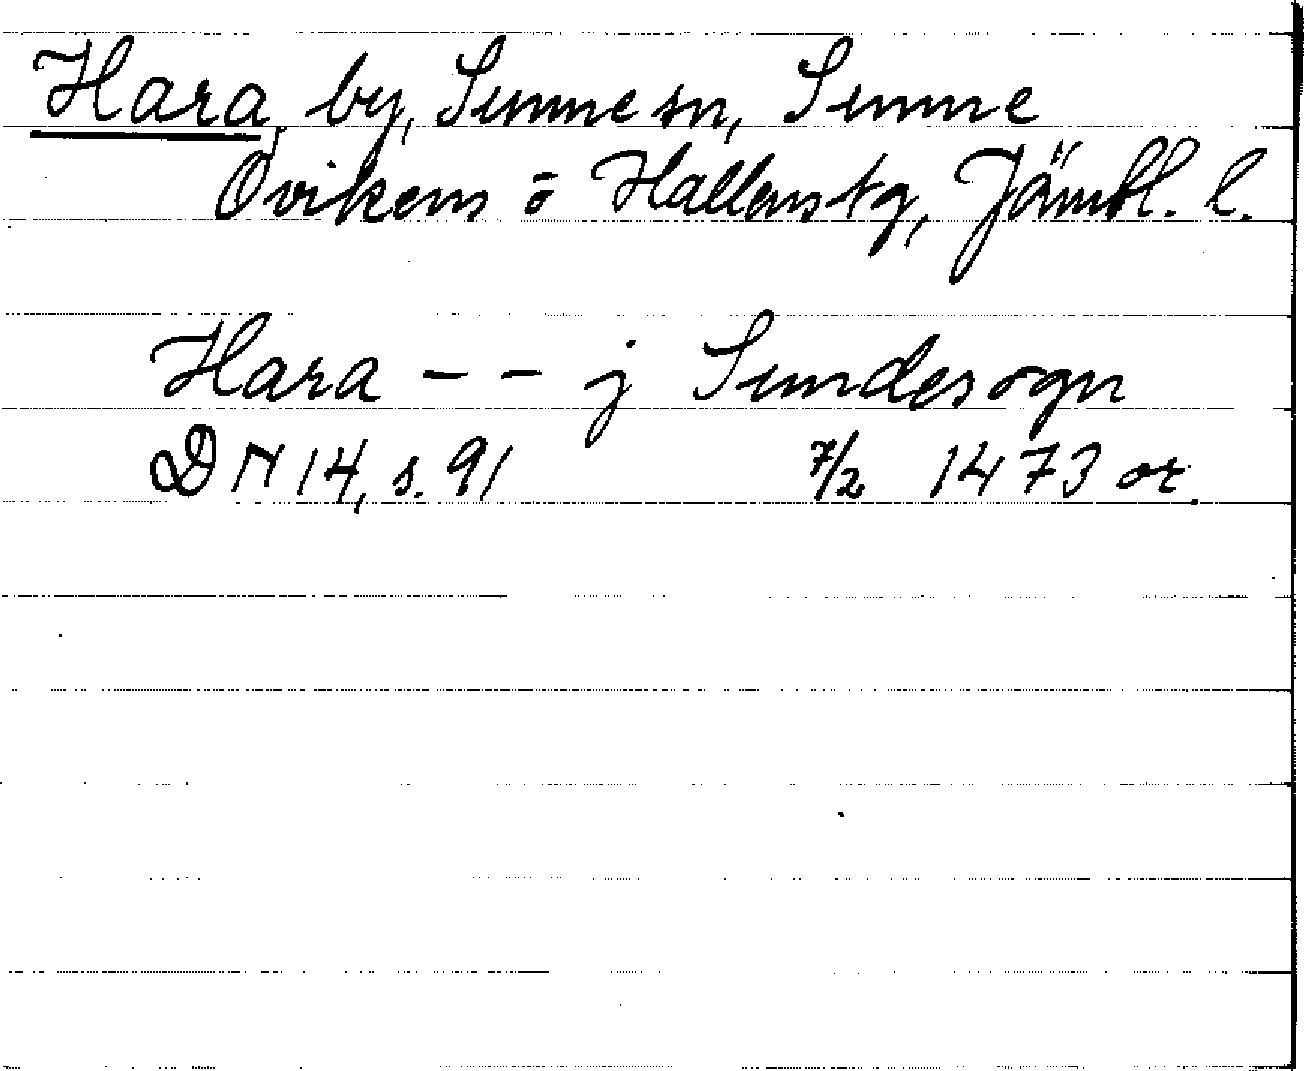 Hara, by, Sunne sn, Sunne
Ovikens o Hallens tg, Jämtl. l.
Hara - - j Sundesogn
DN 14, s. 91 7/2 1473 or.